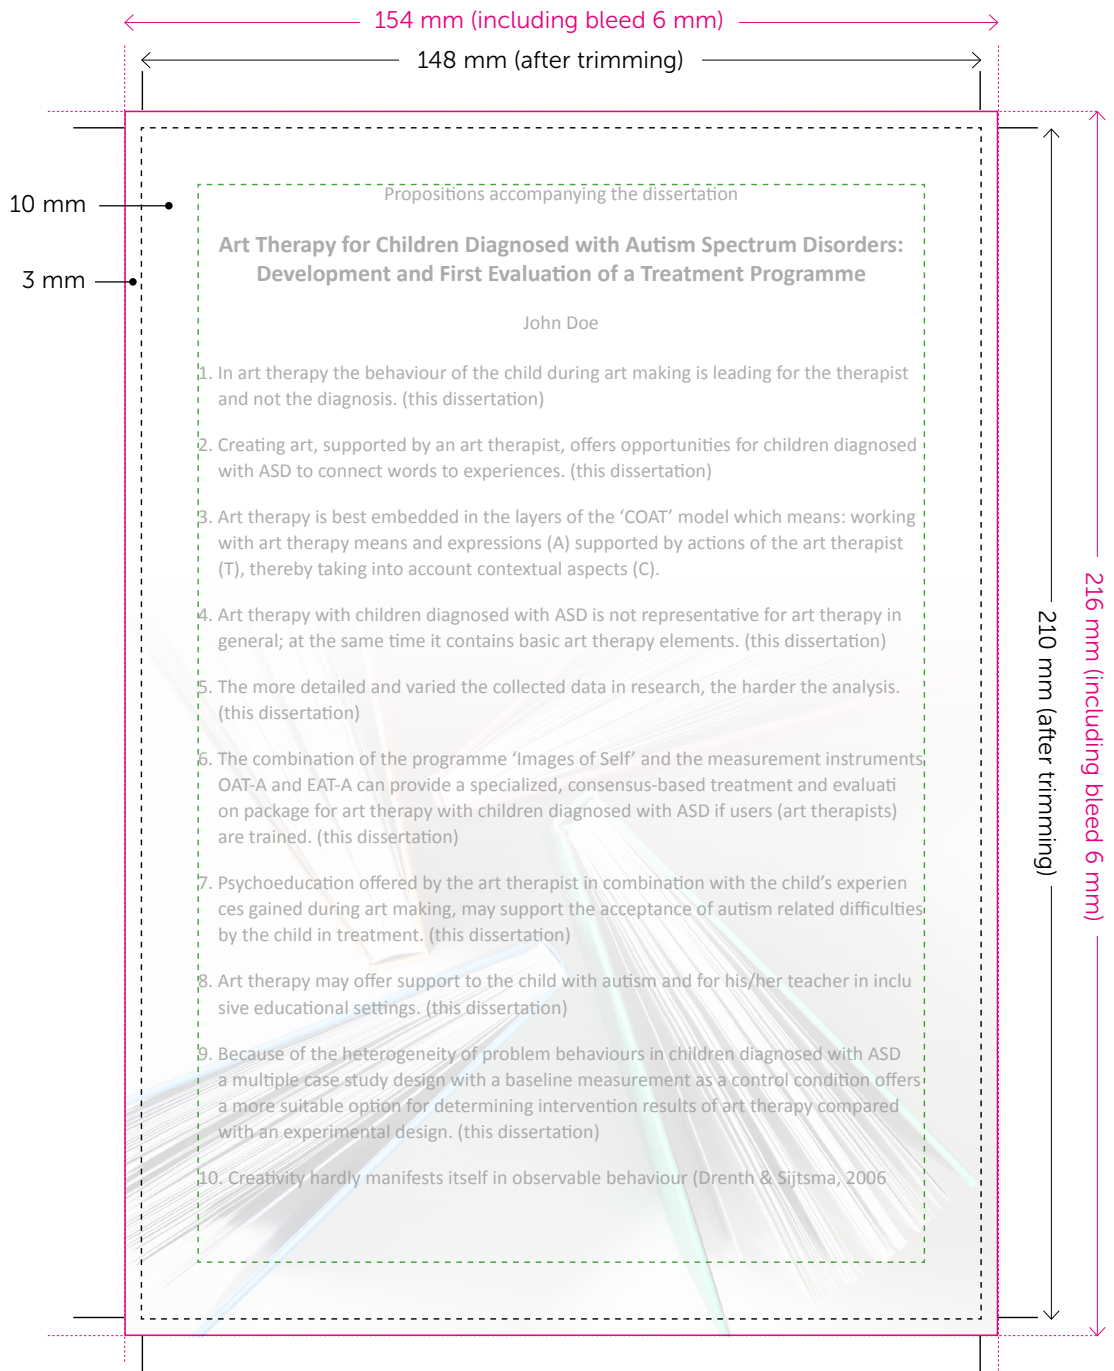 154 mm (including bleed 6 mm)
148 mm (after trimming)
10 mm
3 mm
Propositions accompanying the dissertation
Art Therapy for Children Diagnosed with Autism Spectrum Disorders:
Development and First Evaluation of a Treatment Programme
John Doe
1. In art therapy the behaviour of the child during art making is leading for the therapist
and not the diagnosis. (this dissertation)
2. Creating art, supported by an art therapist, offers opportunities for children diagnosed
with ASD to connect words to experiences. (this dissertation)
3. Art therapy is best embedded in the layers of the ‘COAT’ model which means: working
with art therapy means and expressions (A) supported by actions of the art therapist
(T), thereby taking into account contextual aspects (C).
4. Art therapy with children diagnosed with ASD is not representative for art therapy in
general; at the same time it contains basic art therapy elements. (this dissertation)
5. The more detailed and varied the collected data in research, the harder the analysis.
(this dissertation)
6. The combination of the programme ‘Images of Self’ and the measurement instruments
OAT-A and EAT-A can provide a specialized, consensus-based treatment and evaluati
on package for art therapy with children diagnosed with ASD if users (art therapists)
are trained. (this dissertation)
7. Psychoeducation offered by the art therapist in combination with the child’s experien
ces gained during art making, may support the acceptance of autism related difficulties
by the child in treatment. (this dissertation)
8. Art therapy may offer support to the child with autism and for his/her teacher in inclu
sive educational settings. (this dissertation)
9. Because of the heterogeneity of problem behaviours in children diagnosed with ASD
a multiple case study design with a baseline measurement as a control condition offers
a more suitable option for determining intervention results of art therapy compared
with an experimental design. (this dissertation)
10. Creativity hardly manifests itself in observable behaviour (Drenth & Sijtsma, 2006
210 mm (after trimming)
216 mm (including bleed 6 mm)